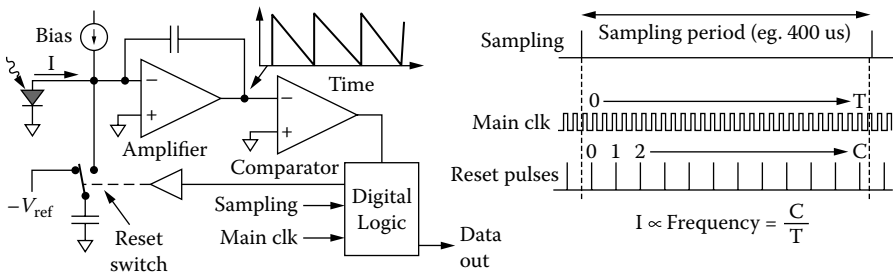 Bias
I
−
+
Amplifier
Time
−
+
Comparator
−Vref
Reset
switch
Sampling
Main clk
Digital
Logic
Data
out
Sampling
Sampling period (eg. 400 us)
Main clk
0
T
Reset pulses
0 1 2
C
I ∝ Frequency = C/T